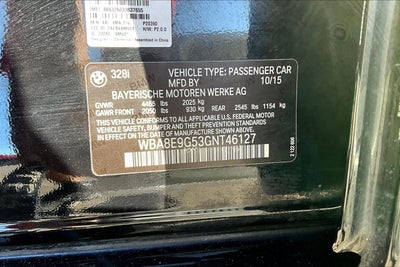 328i
VEHICLE TYPE: PASSENGER CAR
MFD BY 10/15
BAYERISCHE MOTOREN WERKE AG
GVWR 4465 lbs 2025 kg
GAWR FRONT 2050 lbs 930 kg REAR 2545 lbs 1154 kg
THIS VEHICLE CONFORMS TO ALL APPLICABLE
FEDERAL MOTOR VEHICLE SAFETY, BUMPER,
AND THEFT PREVENTION STANDARDS
IN EFFECT ON THE DATE OF MANUFACTURE
SHOWN ABOVE.
WBA8E9G53GNT46127